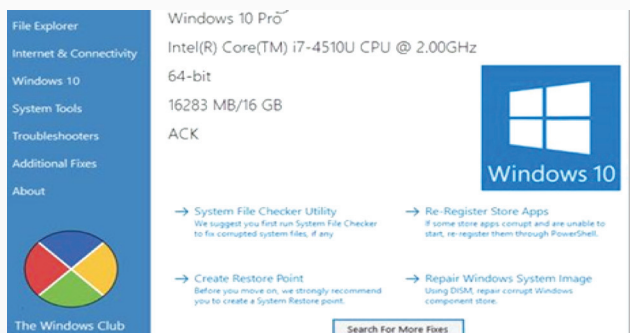 File Explorer
Internet & Connectivity
Windows 10
System Tools
Troubleshooters
Additional Fixes
About
The Windows Club
Windows 10 Pro
Intel(R) Core(TM) i7-4510U CPU @ 2.00GHz
64-bit
16283 MB/16 GB
ACK
Windows 10
→ System File Checker Utility
We suggest you first run System File Checker
to fix corrupted system files, if any
→ Re-Register Store Apps
If some store apps corrupt and are unable to
start, re-register them through PowerShell.
→ Create Restore Point
Before you move on, we strongly recommend
you to create a System Restore point.
→ Repair Windows System Image
Using DISM, repair corrupt Windows
component store.
Search For More Fixes